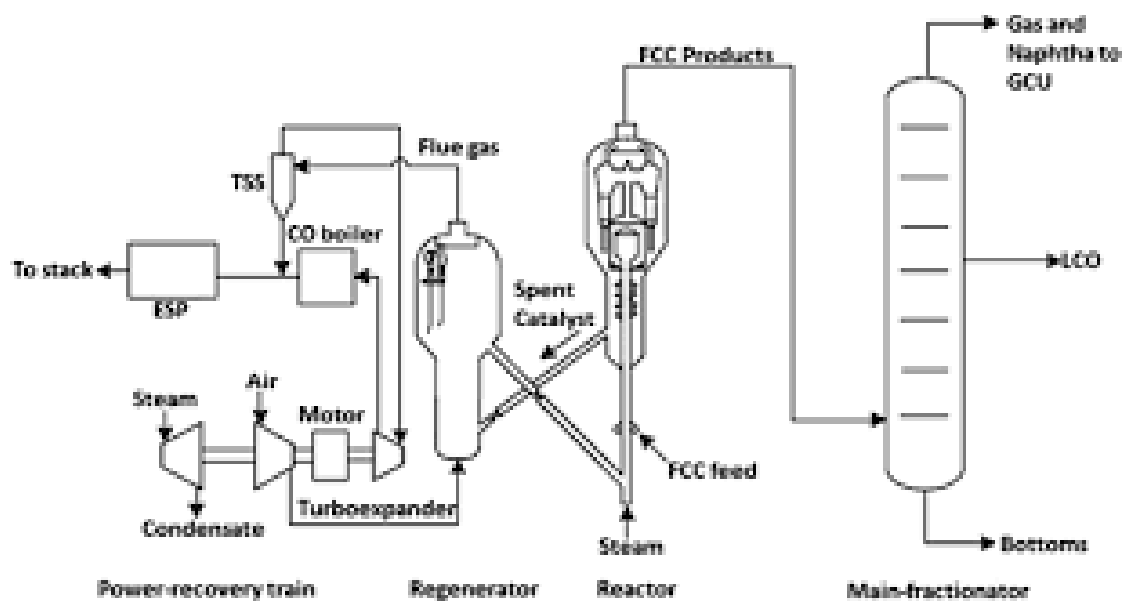 Gas and
Naphtha to
GCU
FCC Products
Flue gas
TSS
CO boiler
To stack
ESP
Spent
Catalyst
LCO
Air
Steam
Motor
FCC feed
Turboexpander
Condensate
Steam
Bottoms
Power-recovery train
Regenerator
Reactor
Main-fractionator